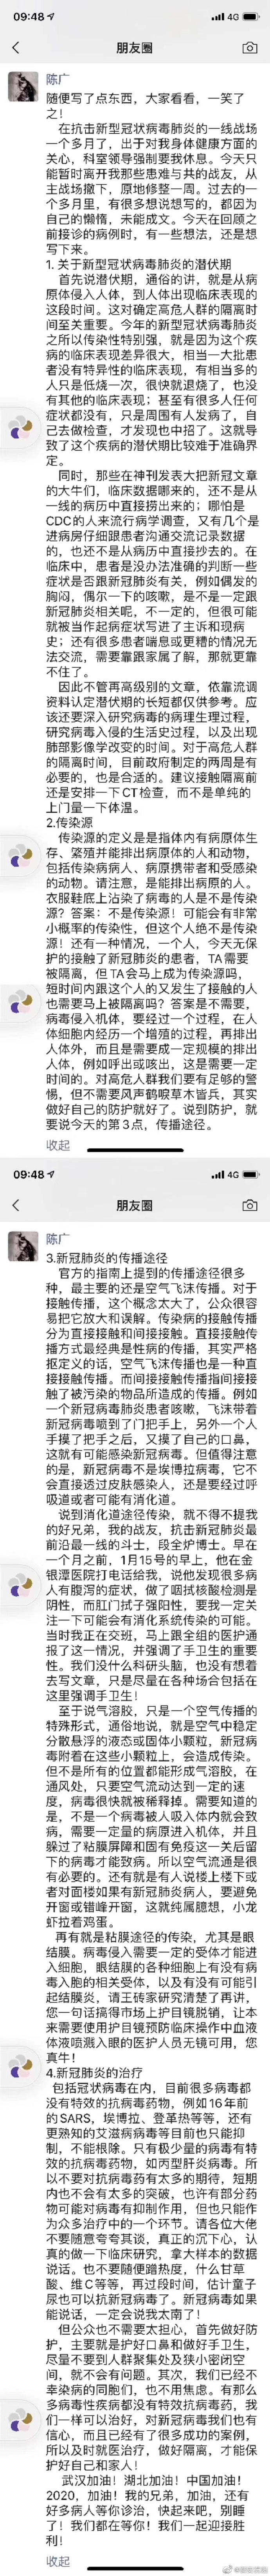 09:48
4G
朋友圈
陈广
随便写了点东西，大家看看，一笑了
之！
在抗击新型冠状病毒肺炎的一线战场
一个多月了，出于对我身体健康方面的
关心，科室领导强制要我休息。今天只
能暂时离开我那些患难与共的战友，从
主战场撤下，原地修整一周。过去的一
个多月里，有很多想说想写的，都因为
自己的懒惰，未能成文。今天在回顾之
前接诊的病例时，有一些想法，还是想
写下来。
1. 关于新型冠状病毒肺炎的潜伏期
首先说潜伏期，通俗的讲，就是从病
原体侵入人体，到人体出现临床表现的
这段时间。这对确定高危人群的隔离时
间至关重要。今年的新型冠状病毒肺炎
之所以传染性特别强，就是因为这个疾
病的临床表现差异很大，相当一大批患
者没有特异性的临床表现，有相当多的
人只是低烧一次，很快就退烧了，也没
有其他的临床表现；甚至有很多人任何
症状都没有，只是周围有人发病了，自
己去做检查，才发现也中招了。这就导
致了这个疾病的潜伏期比较难于准确界
定。
同时，那些在神刊发表大把新冠文章
的大牛们，临床数据哪来的，还不是从
一线的病历中直接捞出来的；哪怕是
CDC的人来流行病学调查，又有几个是
进病房仔细跟患者沟通交流记录数据
的，也还不是从病历中直接抄去的。在
临床中，患者是没办法准确的判断一些
症状是否跟新冠肺炎有关，例如偶发的
胸闷，偶尔一下的咳嗽，是不是一定跟
新冠肺炎相关呢，不一定的，但很可能
就被当作起病症状写进了主诉和现病
史；还有很多患者喘息或更糟的情况无
法交流，需要靠跟家属了解，那就更靠
不住了。
因此不管再高级别的文章，依靠流调
资料认定潜伏期的长短都仅供参考。应
该还要深入研究病毒的病理生理过程，
研究病毒入侵的生活史过程，以及出现
肺部影像学改变的时间。对于高危人群
的隔离时间，目前政府制定的两周是有
必要的，也是合适的。建议接触隔离前
还是安排一下CT检查，而不是单纯的
上门量一下体温。
2.传染源
传染源的定义是是指体内有病原体生
存、繁殖并能排出病原体的人和动物，
包括传染病病人、病原携带者和受感染
的动物。请注意，是能排出病原的人。
衣服鞋底上沾染了病毒的人是不是传染
源？答案：不是传染源！可能会有非常
小概率的传染性，但这个人绝不是传染
源！还有一种情况，一个人，今天无保
护的接触了新冠肺炎的患者，TA需要
被隔离，但TA会马上成为传染源吗，
短时间内跟这个人的又发生了接触的人
也需要马上被隔离吗？答案是不需要，
病毒侵入机体，要经过一个过程，在人
体细胞内经历一个增殖的过程，再排出
人体外，而且是需要成一定规模的排出
人体，例如呼出或咳出，这是需要一定
时间的。对高危人群我们要有足够的警
惕，但不需要风声鹤唳草木皆兵，其实
做好自己的防护就好了。说到防护，就
要说今天的第3点，传播途径。
收起
09:48
4G
朋友圈
陈广
3.新冠肺炎的传播途径
官方的指南上提到的传播途径很多
种，最主要的还是空气飞沫传播。对于
接触传播，这个概念太大了，公众很容
易把它放大和误解。传染病的接触传播
分为直接接触和间接接触。直接接触传
播方式最经典是性病的传播，其实严格
抠定义的话，空气飞沫传播也是一种直
接接触传播。而间接接触传播指间接接
触了被污染的物品所造成的传播。例如
一个新冠病毒肺炎患者咳嗽，飞沫带着
新冠病毒喷到了门把手上，另外一个人
手摸了把手之后，又摸了自己的口鼻，
这就有可能感染新冠病毒。但值得注意
的是，新冠病毒不是埃博拉病毒，它不
会直接透过皮肤感染人，还是要经过呼
吸道或者可能有消化道。
说到消化道途径传染，就不得不提我
的好兄弟，我的战友，抗击新冠肺炎最
前沿最一线的斗士，段全炉博士。早在
一个月之前，1月15号的早上，他在金
银潭医院打电话给我，说他发现很多病
人有腹泻的症状，做了咽拭核酸检测是
阴性，而肛门拭子强阳性，要我一定关
注一下可能会有消化系统传染的可能。
当时我正在交班，马上跟全组的医护通
报了这一情况，并强调了手卫生的重要
性。我们没什么科研头脑，也没有想着
去写文章，只是尽量在各种场合包括在
这里强调手卫生！
至于说气溶胶，只是一个空气传播的
特殊形式，通俗地说，就是空气中稳定
分散悬浮的液态或固体小颗粒，新冠病
毒附着在这些小颗粒上，会造成传染。
但不是所有的位置都能形成气溶胶，在
通风处，只要空气流动达到一定的速
度，病毒很快就被稀释掉。需要知道的
是，不是一个病毒被人吸入体内就会致
病，需要一定量的病原进入机体，并且
躲过了粘膜屏障和固有免疫这一关后留
下的病毒才能致病。所以空气流通是很
有必要的。还有就是有人说楼上楼下或
者对面楼如果有新冠肺炎病人，要避免
开窗或错峰开窗，这就纯属臆想，小龙
虾拉着鸡蛋。
再有就是粘膜途径的传染，尤其是眼
结膜。病毒侵入需要一定的受体才能进
入细胞，眼结膜的各种细胞上有没有病
毒入胞的相关受体，以及有没有可能引
起结膜炎，请王砖家研究清楚了再讲，
您一句话搞得市场上护目镜脱销，让本
来需要使用护目镜预防临床操作中血液
体液喷溅入眼的医护人员无镜可用，您
真牛！
4.新冠肺炎的治疗
包括冠状病毒在内，目前很多病毒都
没有特效的抗病毒药物，例如16年前
的SARS，埃博拉、登革热等等，还有
更熟知的艾滋病病毒等目前也只能抑
制，不能根除。只有极少量的病毒有特
效的抗病毒药物，如丙型肝炎病毒。所
以不要对抗病毒药有太多的期待，短期
内也不会有太多的突破，也许有部分药
物可能对病毒有抑制作用，但也只能作
为众多治疗中的一个环节。请各位大佬
不要随意夸夸其谈，真正的沉下心，认
真的做一下临床研究，拿大样本的数据
说话。也不要随便蹭热度，什么甘草
酸、维C等等，再过段时间，估计童子
尿也可以抗新冠病毒了。新冠病毒如果
能说话，一定会说我太南了！
但公众也不需要太担心，首先做好防
护，主要就是护好口鼻和做好手卫生，
尽量不要到人群聚集处及狭小密闭空
间，就不会有问题。其次，我们已经不
幸染病的同胞们，也不用焦虑。有那么
多病毒性疾病都没有特效抗病毒药，我
们一样可以治好，对新冠病毒我们也有
信心，而且已经有了很多成功的案例，
所以及时就医治疗，做好隔离，才能保
护好自己和家人！
武汉加油！湖北加油！中国加油！
2020，加油！我的兄弟，加油，还有
好多病人等你诊治，快起来吧，别睡
了！我们都在等你！我们一起迎接胜
利！
收起